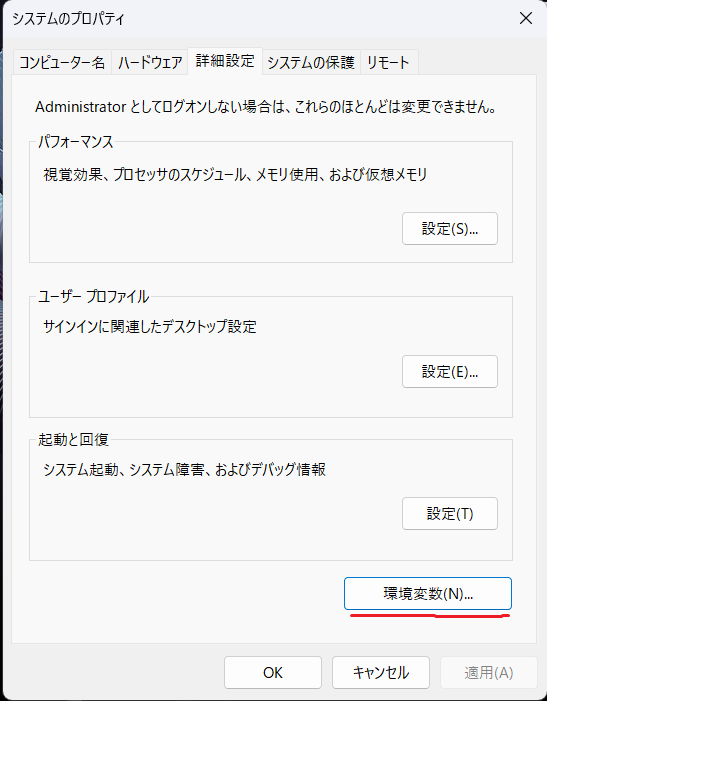 システムのプロパティ
コンピューター名 ハードウェア 詳細設定 システムの保護 リモート
Administrator としてログオンしない場合は、これらのほとんどは変更できません。
パフォーマンス
視覚効果、プロセッサのスケジュール、メモリ使用、および仮想メモリ
設定(S)...
ユーザー プロファイル
サインインに関連したデスクトップ設定
設定(E)...
起動と回復
システム起動、システム障害、およびデバッグ情報
設定(T)
環境変数(N)...
OK キャンセル 適用(A)